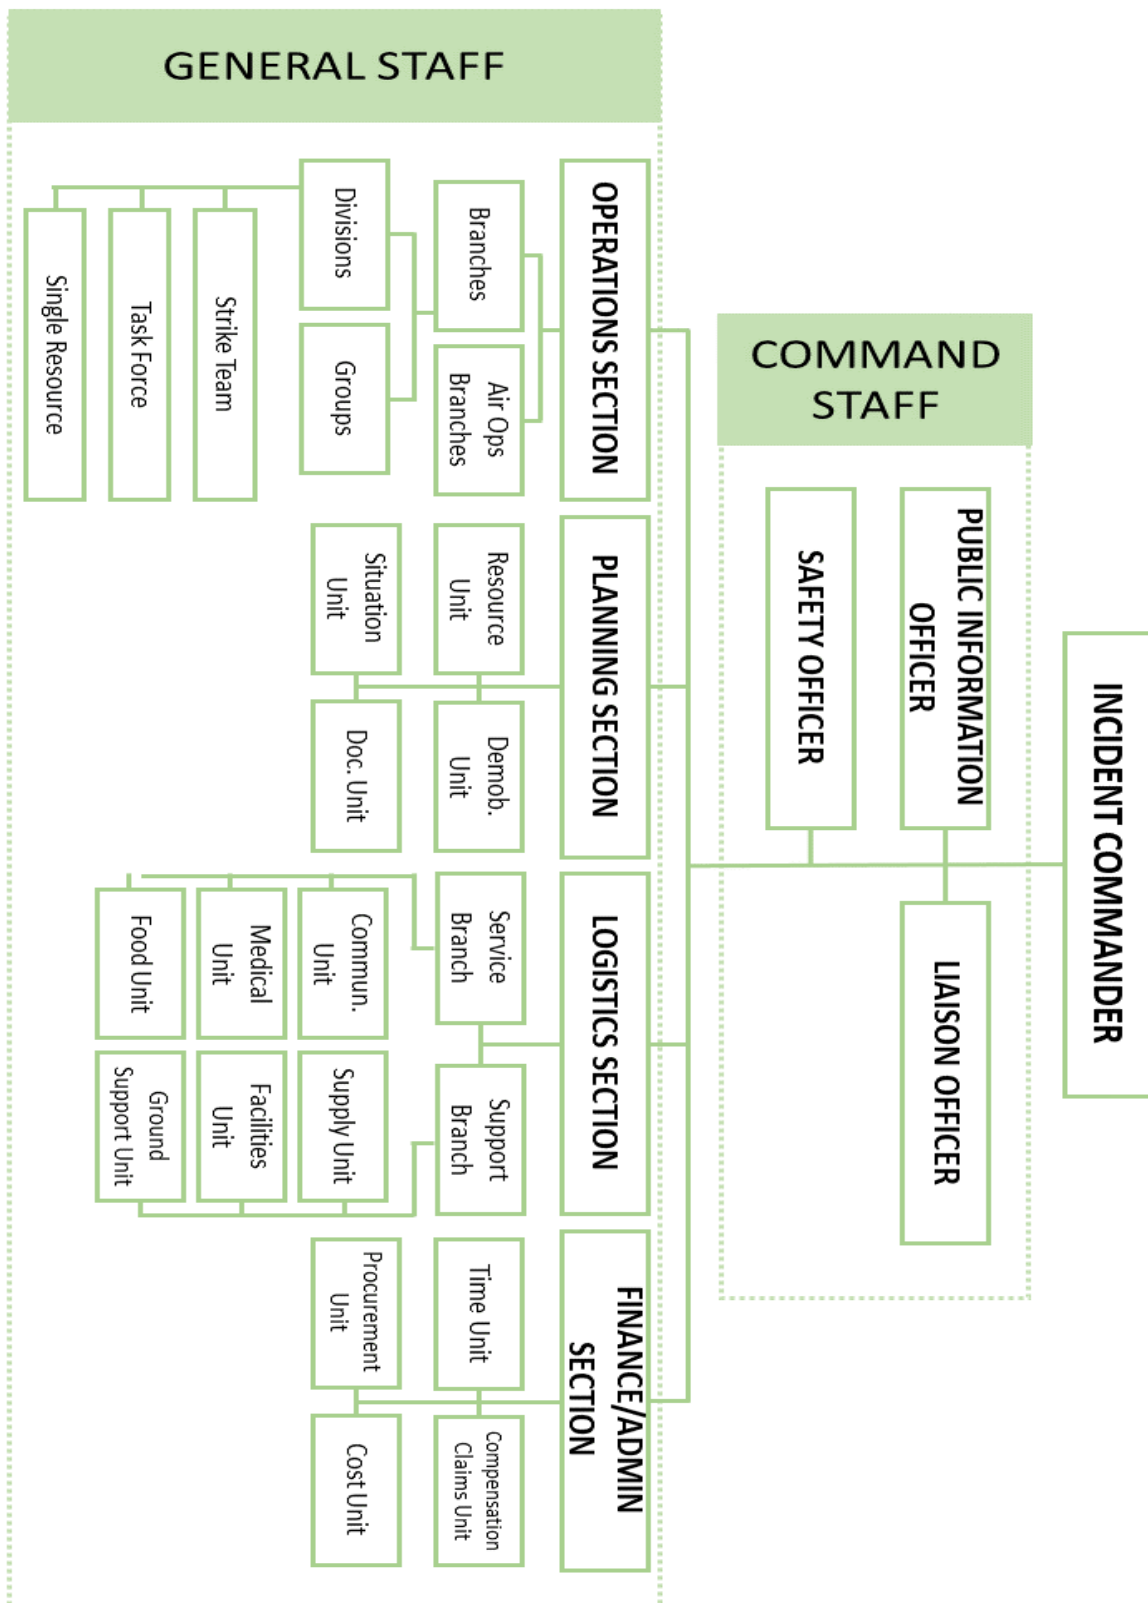 INCIDENT COMMANDER
COMMAND
STAFF
PUBLIC INFORMATION
OFFICER
LIAISON OFFICER
SAFETY OFFICER
GENERAL STAFF
OPERATIONS SECTION
Branches
Air Ops
Branches
Divisions
Groups
Strike Team
Task Force
Single Resource
PLANNING SECTION
Resource
Unit
Demob.
Unit
Situation
Unit
Doc. Unit
LOGISTICS SECTION
Service
Branch
Support
Branch
Commun.
Unit
Supply Unit
Medical
Unit
Facilities
Unit
Food Unit
Ground
Support Unit
FINANCE/ADMIN
SECTION
Time Unit
Compensation
Claims Unit
Procurement
Unit
Cost Unit